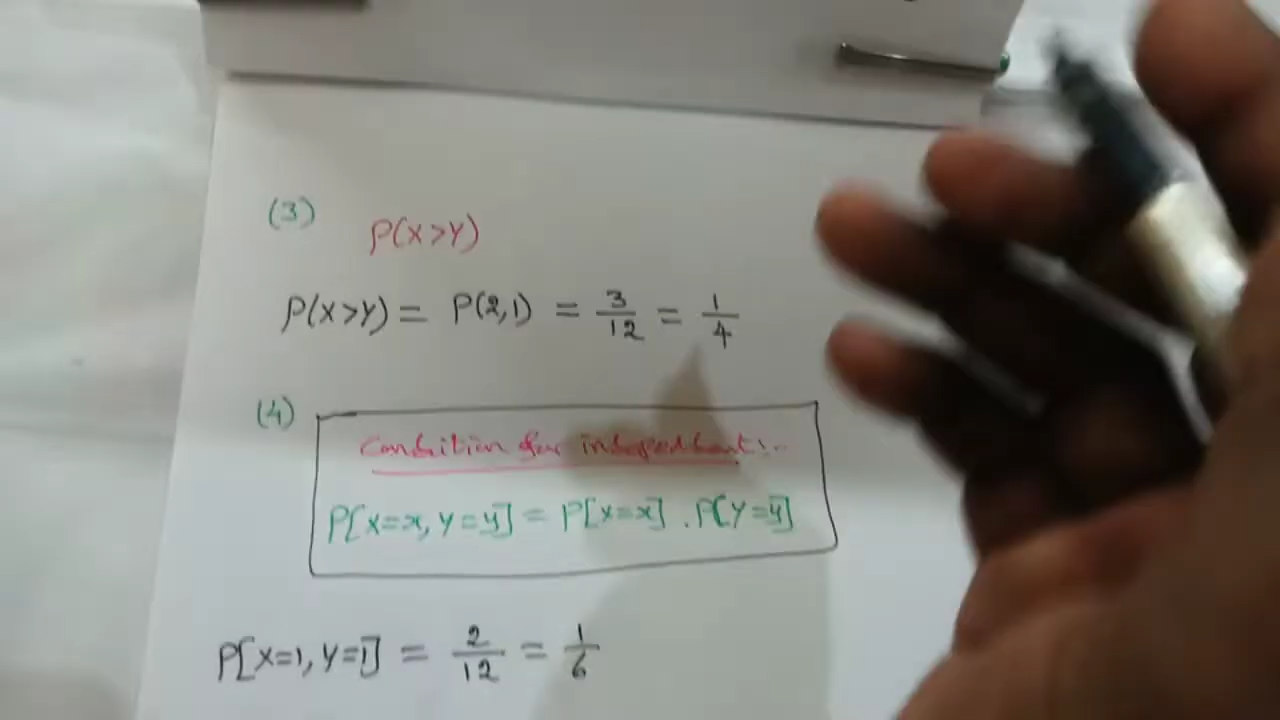 (3) P(X>Y)
P(X>Y) = P(2,1) = 3/12 = 1/4
(4) Condition for independent:-
P[X=x, Y=y] = P[X=x] . P[Y=y]
P[X=1, Y=1] = 2/12 = 1/6